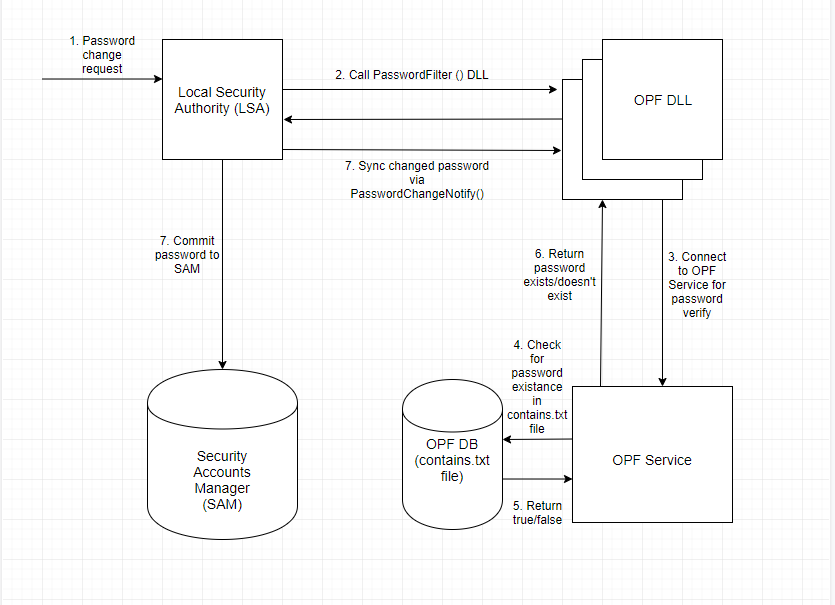 1. Password
change
request
Local Security
Authority (LSA)
2. Call PasswordFilter () DLL
OPF DLL
7. Sync changed password
via
PasswordChangeNotify()
7. Commit
password to
SAM
6. Return
password
exists/doesn't
exist
3. Connect
to OPF
Service for
password
verify
4. Check
for
password
existance
in
contains.txt
file
Security
Accounts
Manager
(SAM)
OPF DB
(contains.txt
file)
OPF Service
5. Return
true/false